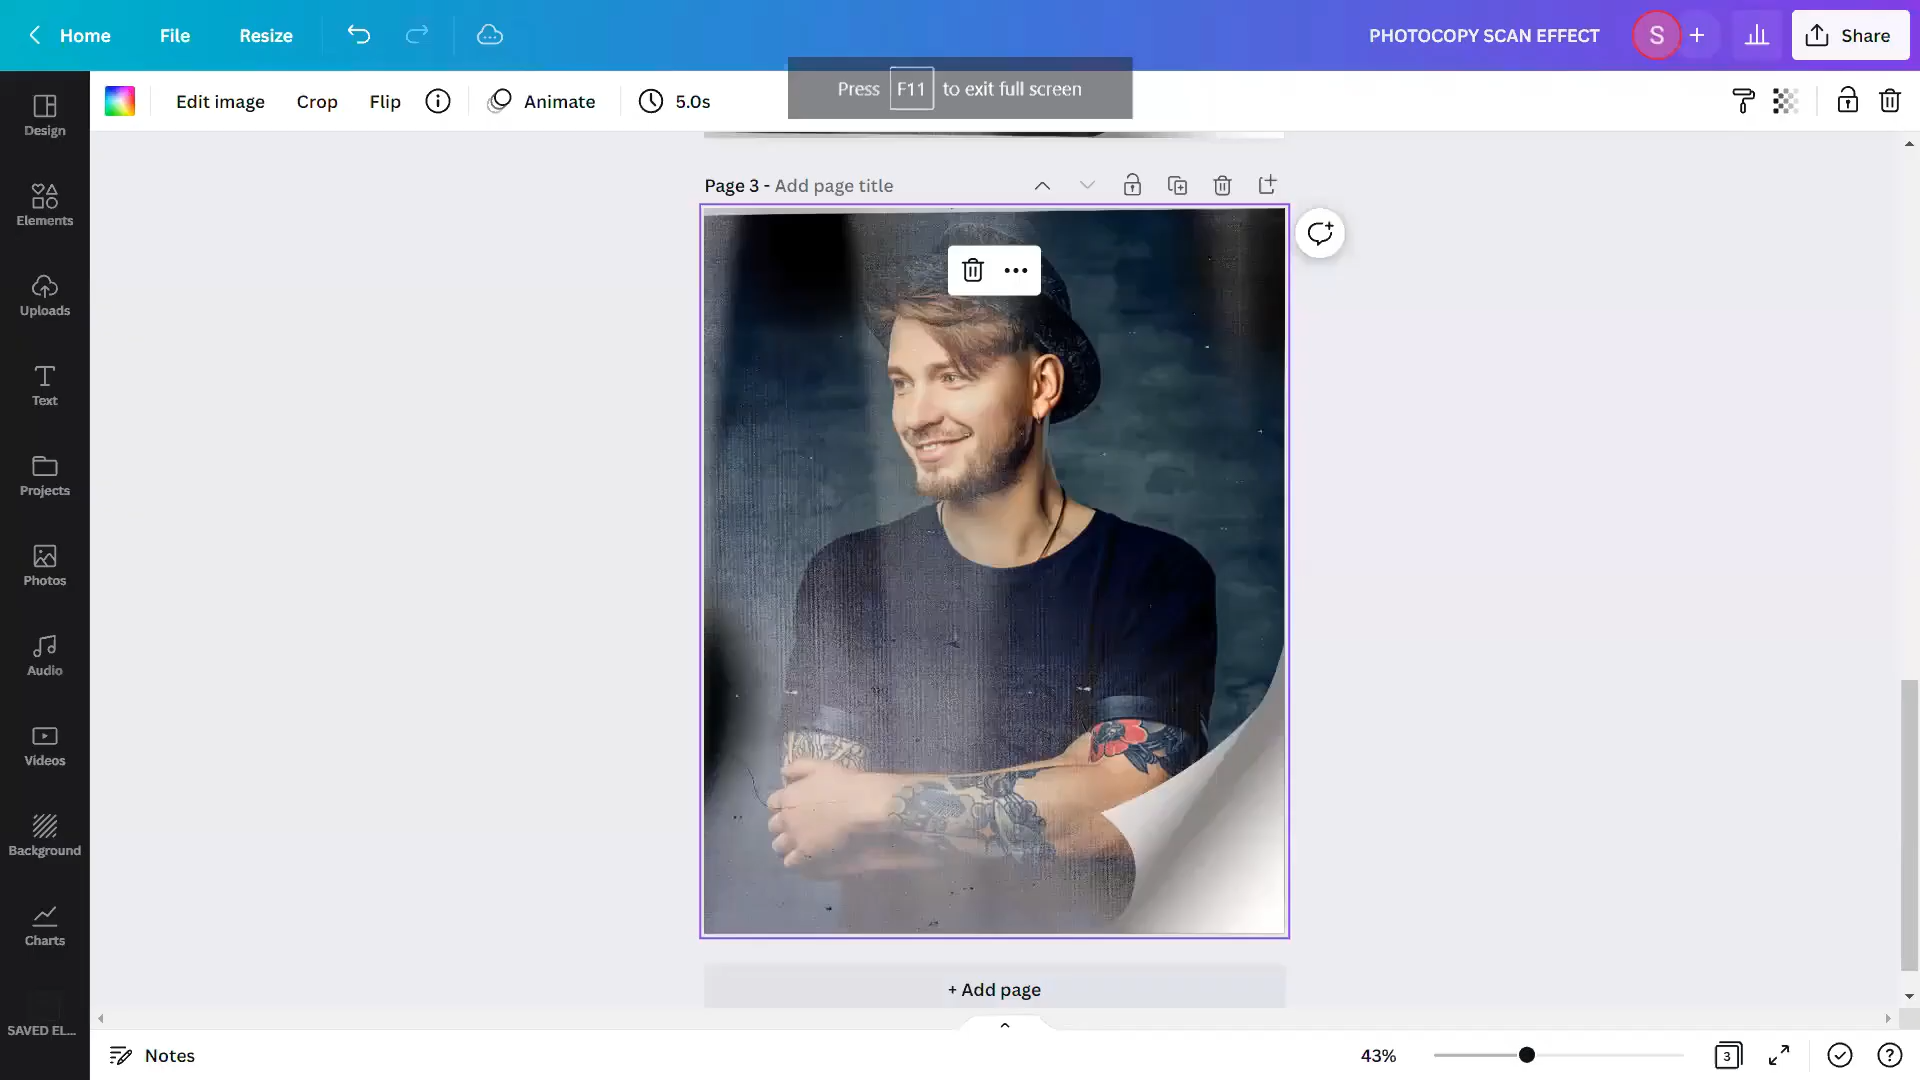 Home File Resize PHOTOCOPY SCAN EFFECT S + Share
Press F11 to exit full screen
Edit image Crop Flip Animate 5.0s
Design
Elements
Uploads
Text
Projects
Photos
Audio
Videos
Background
Charts
SAVED EL...
Page 3 - Add page title
+ Add page
Notes 43% 3 ?